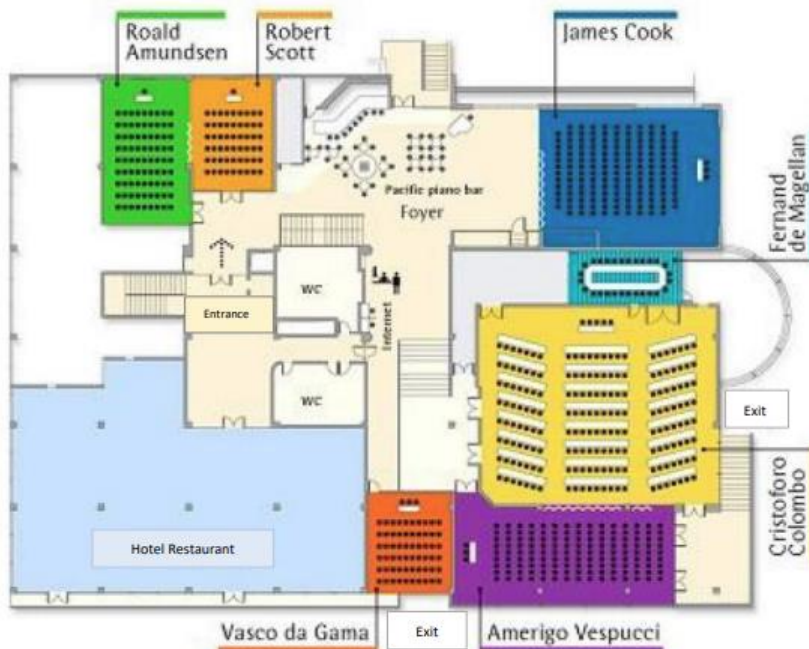 Roald
Amundsen
Robert
Scott
James Cook
Fernand
de Magellan
Pacific piano bar
Foyer
WC
Entrance
Internet
WC
Exit
Cristoforo
Colombo
Hotel Restaurant
Vasco da Gama
Exit
Amerigo Vespucci